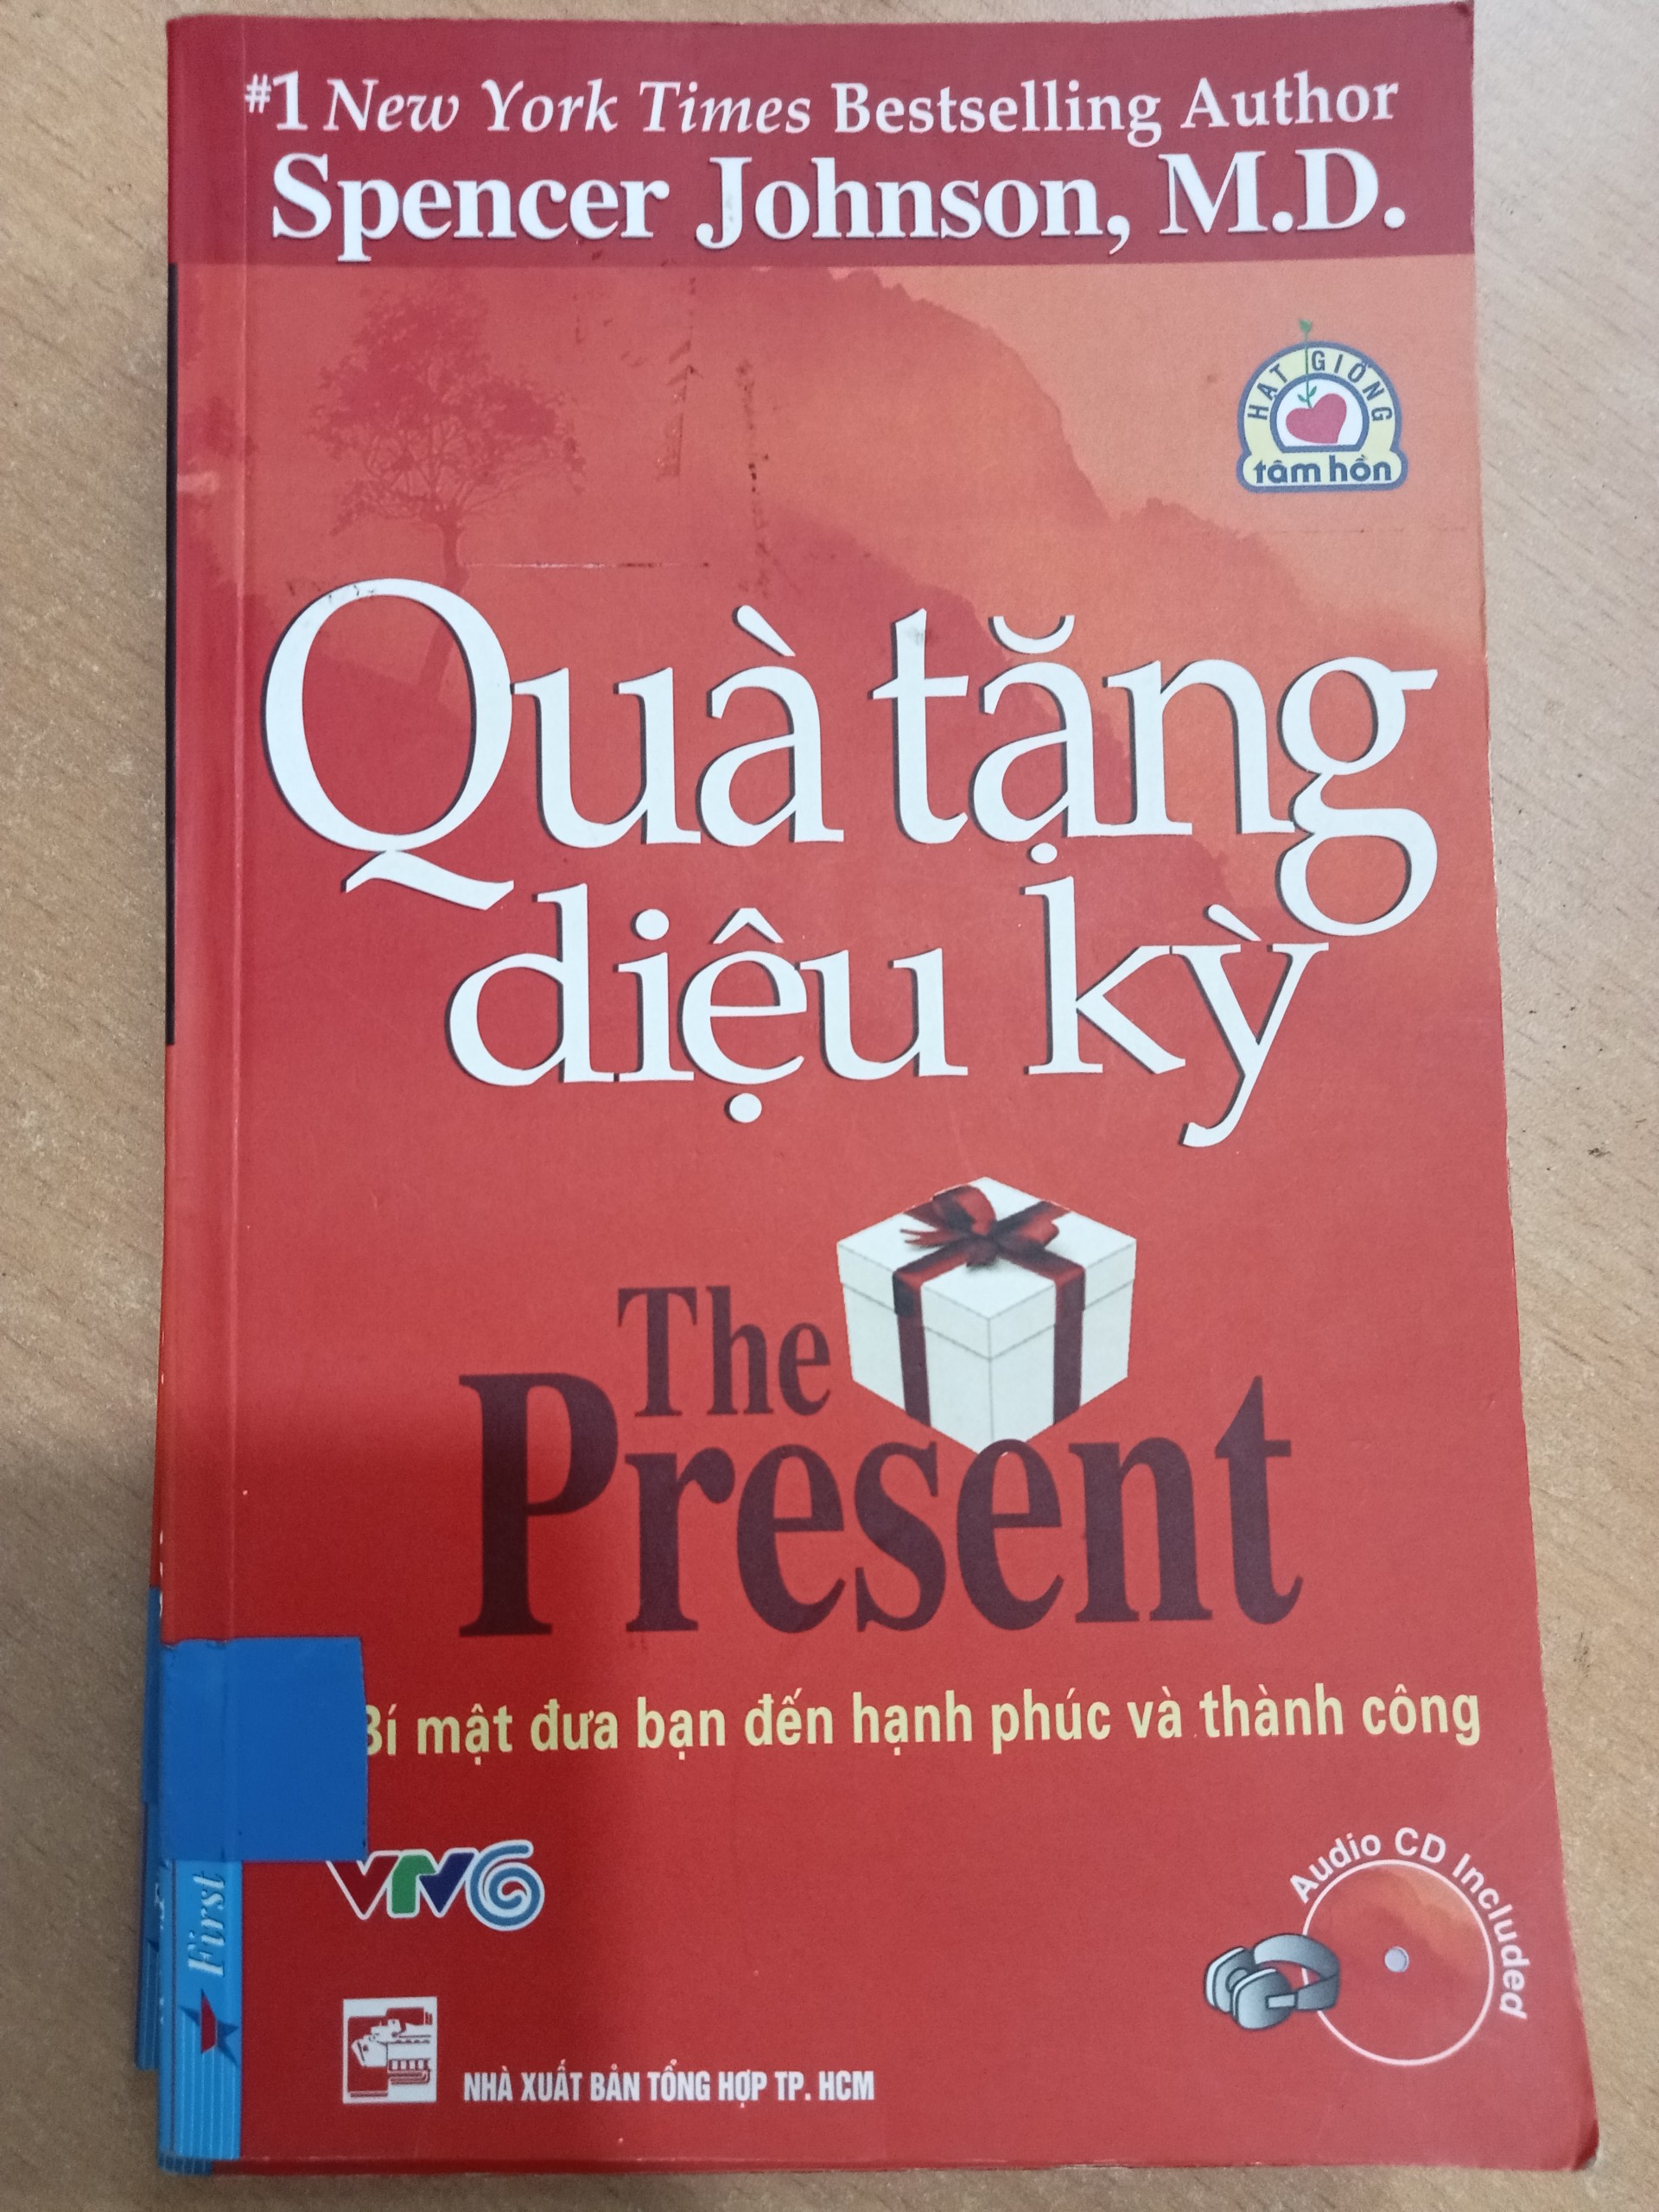 #1 New York Times Bestselling Author
Spencer Johnson, M.D.
HẠT GIỐNG
tâm hồn
Quà tặng
diệu kỳ
The
Present
Bí mật đưa bạn đến hạnh phúc và thành công
VTV6
Audio CD Included
First
NHÀ XUẤT BẢN TỔNG HỢP TP. HCM